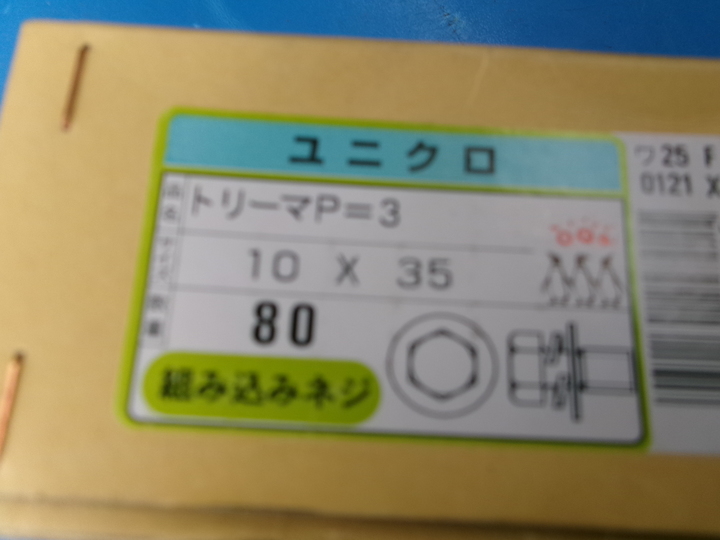 ユニクロ
トリーマP=3
10 X 35
80
組み込みネジ
ワ25 F
0121 X